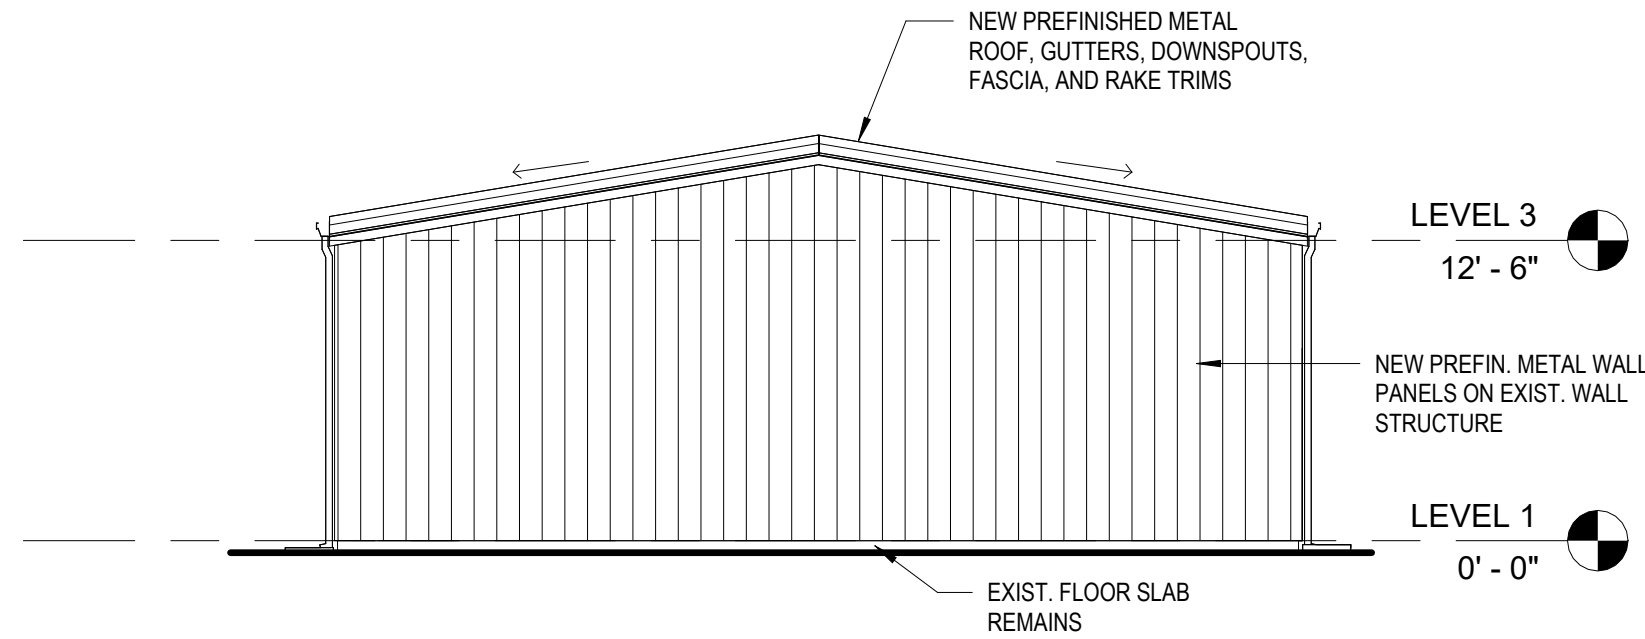 NEW PREFINISHED METAL
ROOF, GUTTERS, DOWNSPOUTS,
FASCIA, AND RAKE TRIMS
LEVEL 3
12' - 6"
NEW PREFIN. METAL WALL
PANELS ON EXIST. WALL
STRUCTURE
LEVEL 1
0' - 0"
EXIST. FLOOR SLAB
REMAINS